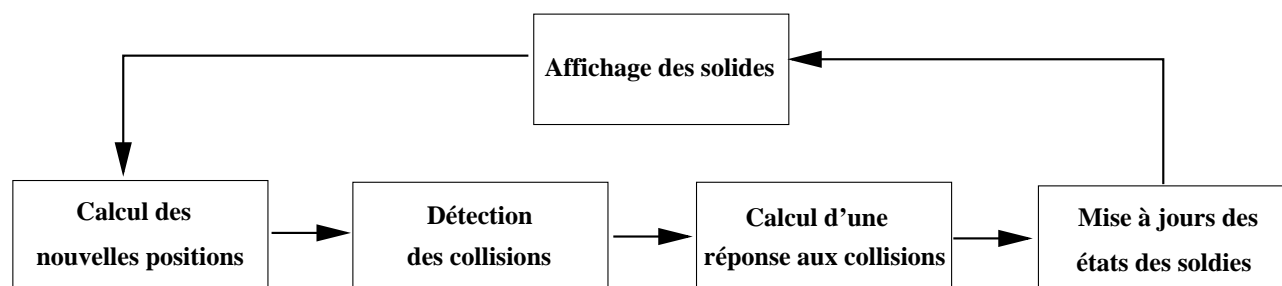 Affichage des solides
Calcul des
nouvelles positions
Détection
des collisions
Calcul d'une
réponse aux collisions
Mise à jours des
états des soldies